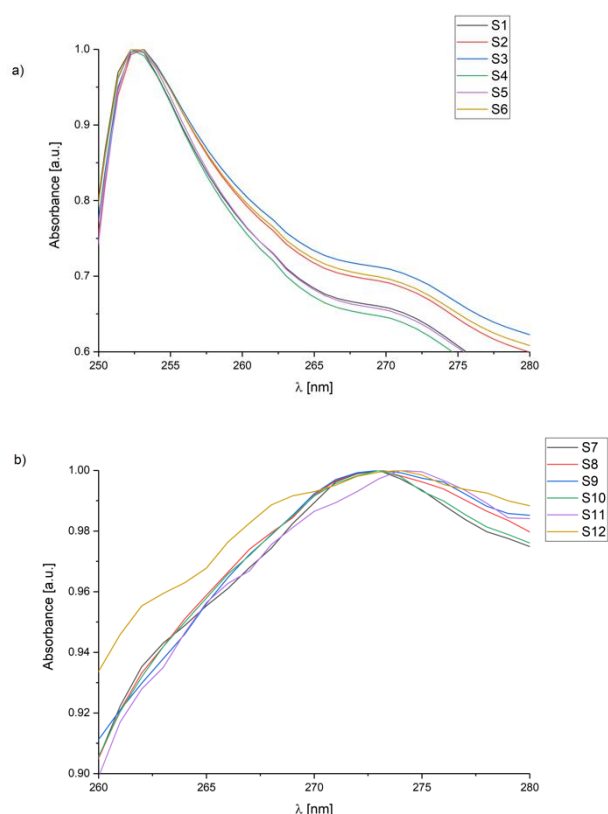 a)
S1
S2
S3
S4
S5
S6
1.0
0.9
0.8
0.7
0.6
Absorbance [a.u.]
250 255 260 265 270 275 280
λ [nm]
b)
S7
S8
S9
S10
S11
S12
1.00
0.98
0.96
0.94
0.92
0.90
Absorbance [a.u.]
260 265 270 275 280
λ [nm]